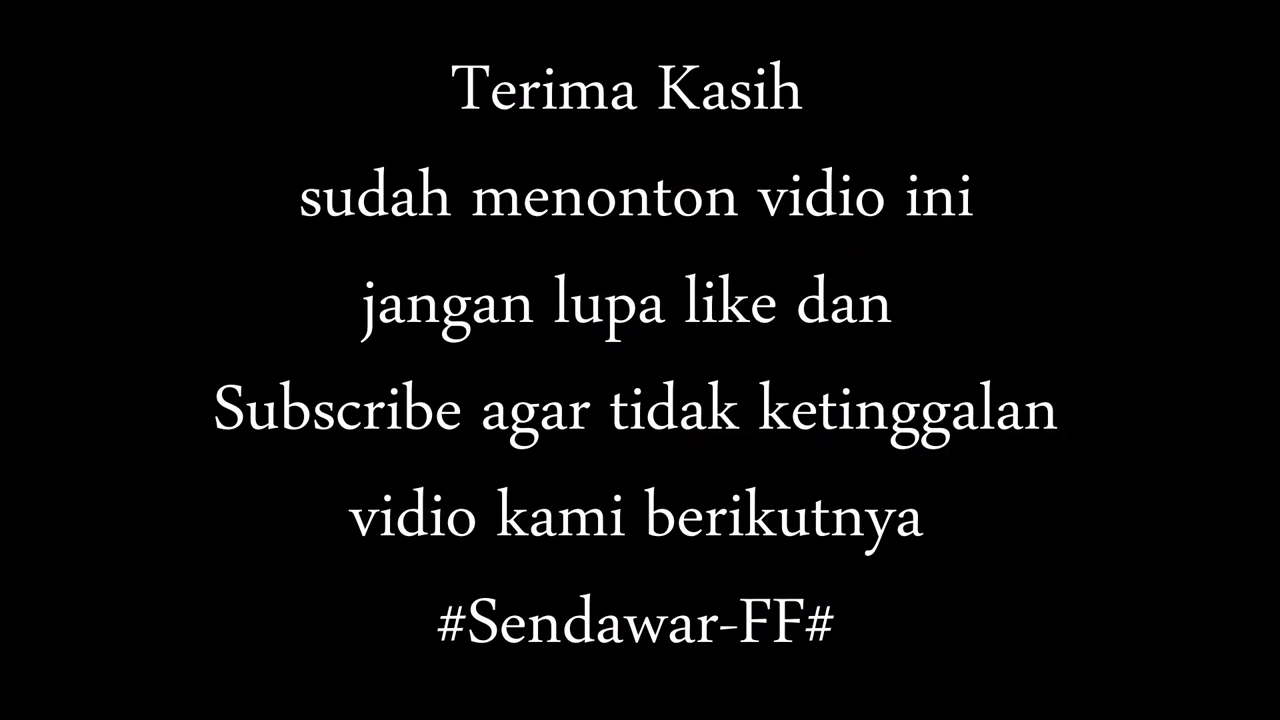 Terima Kasih
sudah menonton vidio ini
jangan lupa like dan
Subscribe agar tidak ketinggalan
vidio kami berikutnya
#Sendawar-FF#